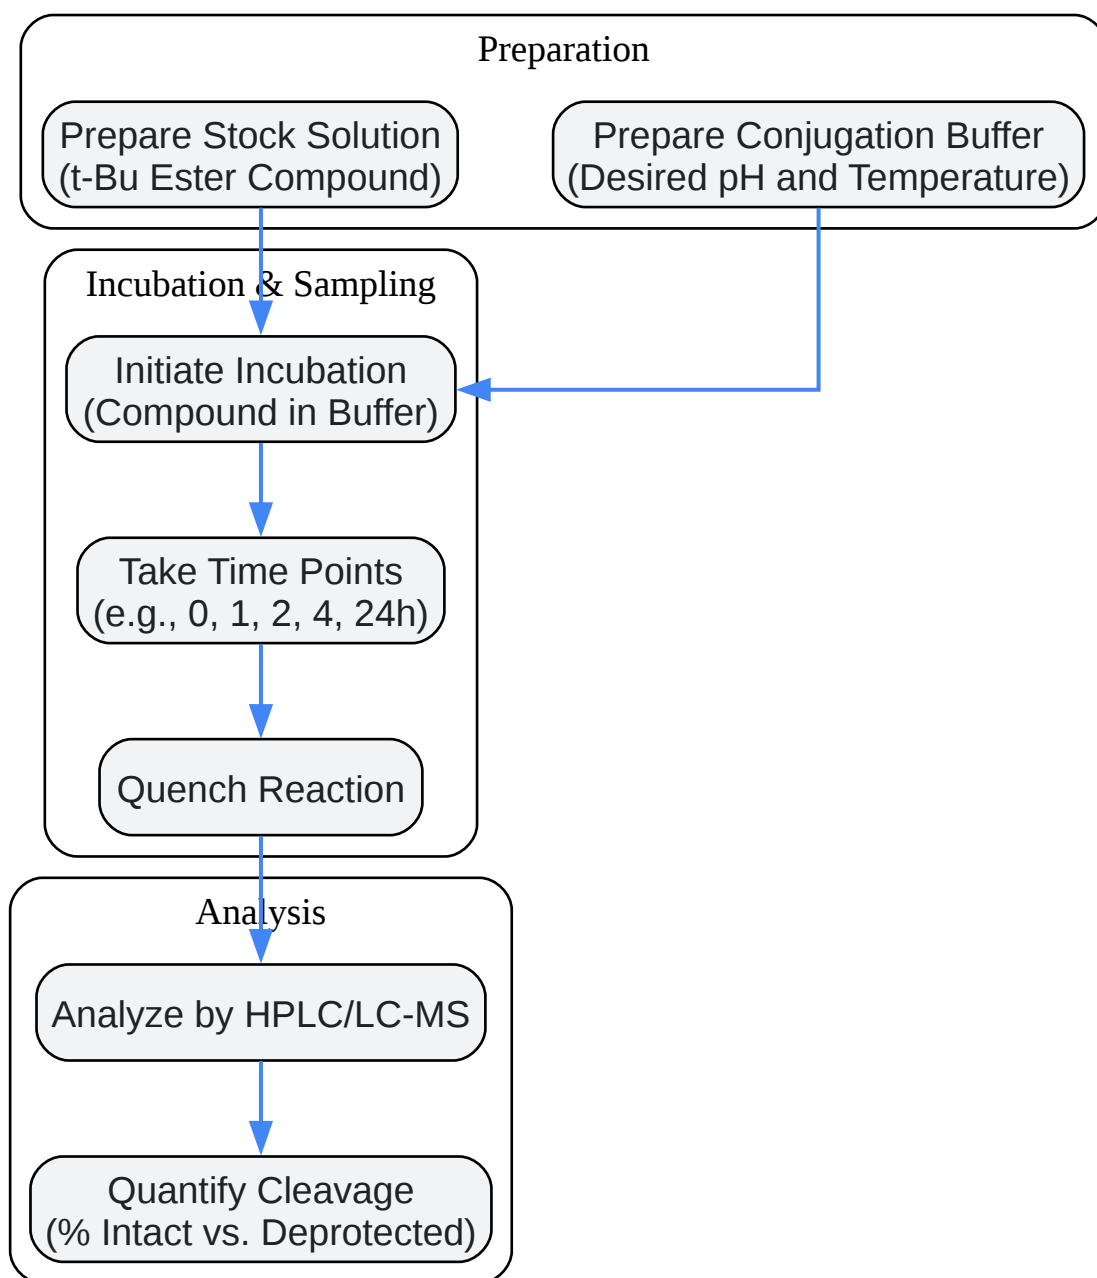 Preparation
Prepare Stock Solution
(t-Bu Ester Compound)
Prepare Conjugation Buffer
(Desired pH and Temperature)
Incubation & Sampling
Initiate Incubation
(Compound in Buffer)
Take Time Points
(e.g., 0, 1, 2, 4, 24h)
Quench Reaction
Analysis
Analyze by HPLC/LC-MS
Quantify Cleavage
(% Intact vs. Deprotected)